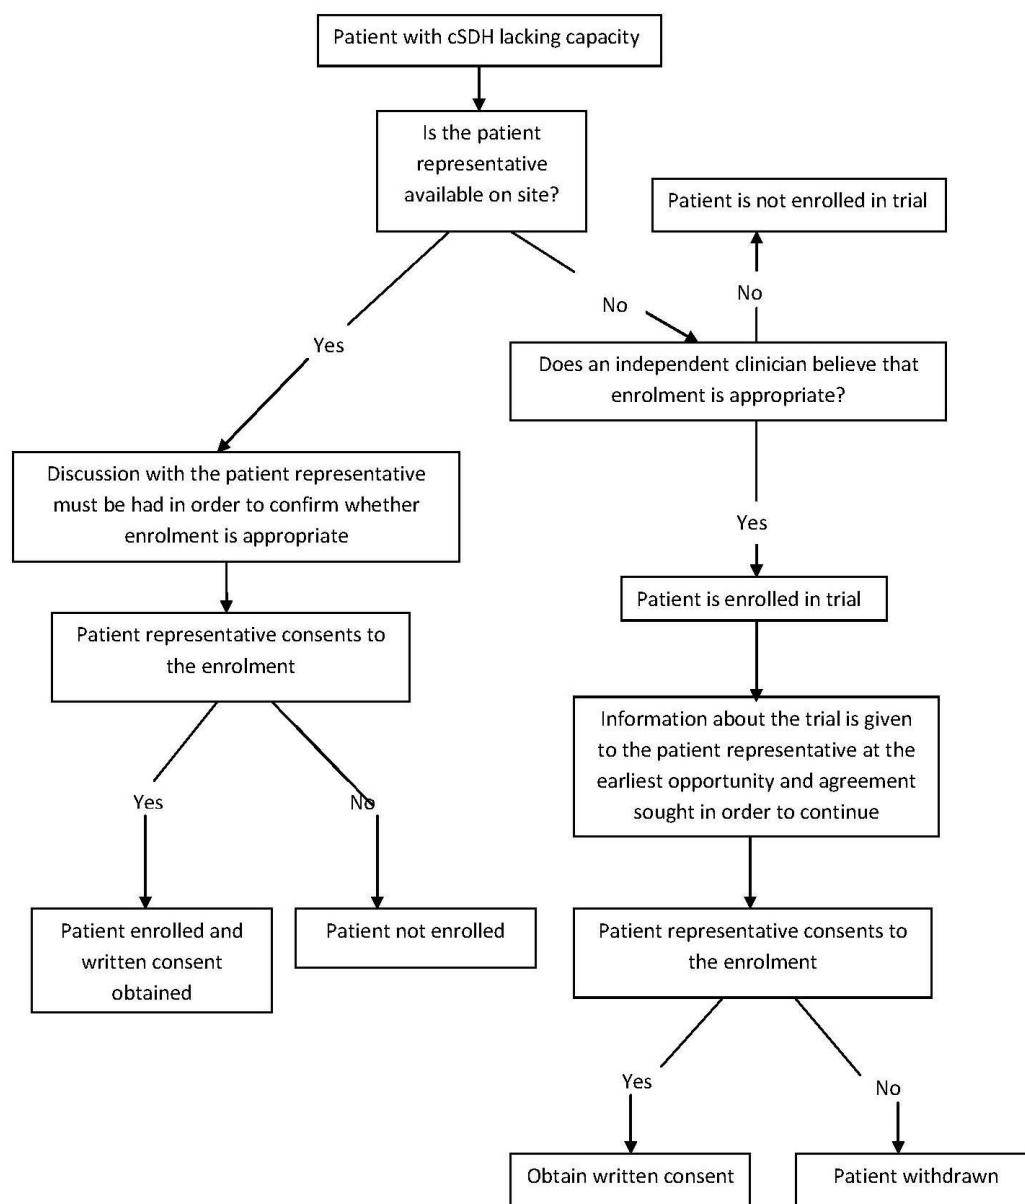 Patient with cSDH lacking capacity
Is the patient
representative
available on site?
Patient is not enrolled in trial
No
No
Yes
Does an independent clinician believe that
enrolment is appropriate?
Discussion with the patient representative
must be had in order to confirm whether
enrolment is appropriate
Yes
Patient is enrolled in trial
Patient representative consents to
the enrolment
Information about the trial is given
to the patient representative at the
earliest opportunity and agreement
sought in order to continue
Yes
No
Patient enrolled and
written consent
obtained
Patient not enrolled
Patient representative consents to
the enrolment
Yes
No
Obtain written consent
Patient withdrawn